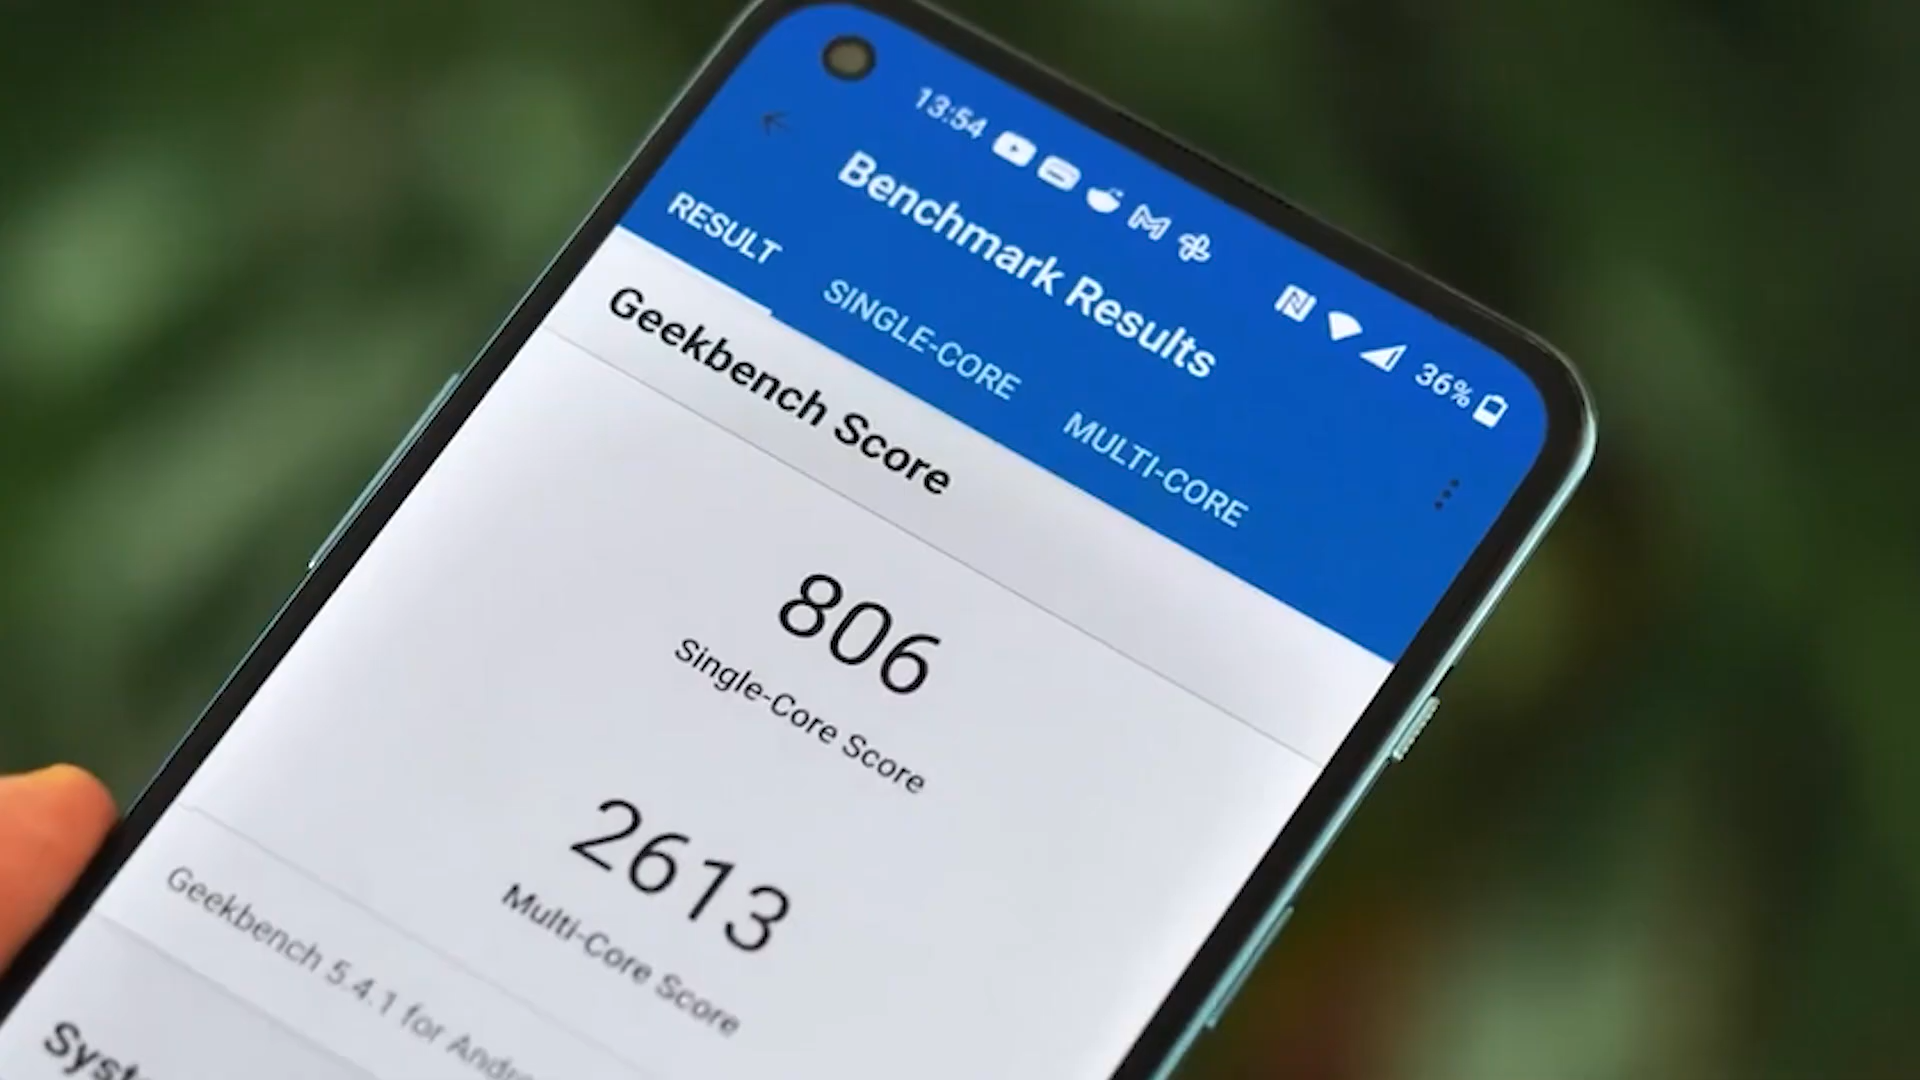 13:54
36%
Benchmark Results
RESULT
SINGLE-CORE
MULTI-CORE
Geekbench Score
806
Single-Core Score
2613
Multi-Core Score
Geekbench 5.4.1 for